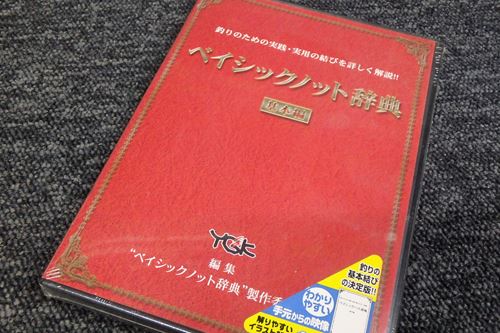 釣りのための実践・実用の結びを詳しく解説!!
ベイシックノット辞典
基本編
YGK
編集
“ベイシックノット辞典”製作委
釣りの
基本結び
の決定版!!
わかり
やすい
手元からの映像
解りやすい
イラスト